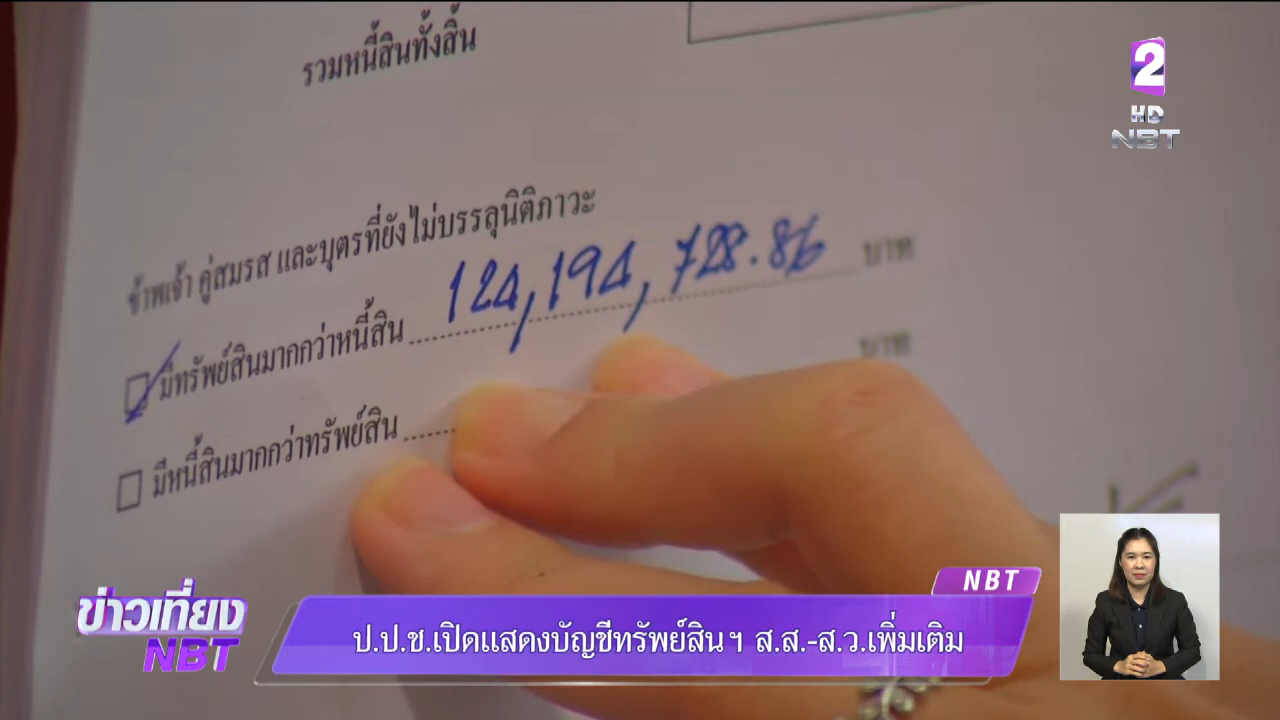 รวมหนี้สินทั้งสิ้น
2
HD
NBT
ข้าพเจ้า คู่สมรส และบุตรที่ยังไม่บรรลุนิติภาวะ
มีทรัพย์สินมากกว่าหนี้สิน 124,194,728.86 บาท
มีหนี้สินมากกว่าทรัพย์สิน บาท
NBT
ข่าวเที่ยง
NBT
ป.ป.ช.เปิดแสดงบัญชีทรัพย์สินฯ ส.ส.-ส.ว.เพิ่มเติม